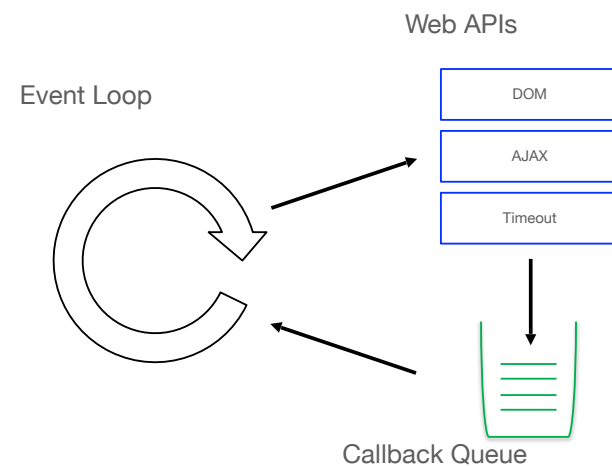 Web APIs
Event Loop
DOM
AJAX
Timeout
Callback Queue